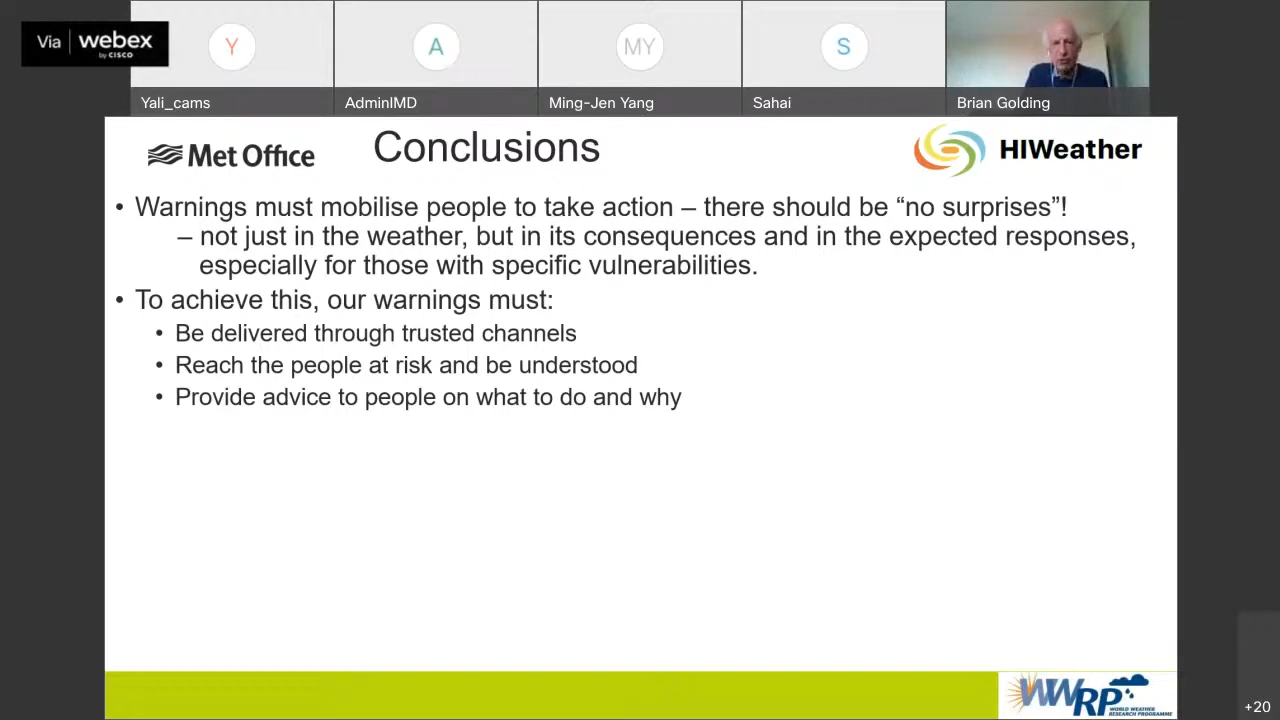 Via webex
by CISCO
Y
A
MY
S
Yali_cams
AdminIMD
Ming-Jen Yang
Sahai
Brian Golding
Met Office
Conclusions
HIWeather
• Warnings must mobilise people to take action – there should be “no surprises”!
– not just in the weather, but in its consequences and in the expected responses,
especially for those with specific vulnerabilities.
• To achieve this, our warnings must:
• Be delivered through trusted channels
• Reach the people at risk and be understood
• Provide advice to people on what to do and why
WWRP
WORLD WEATHER
RESEARCH PROGRAMME
+20